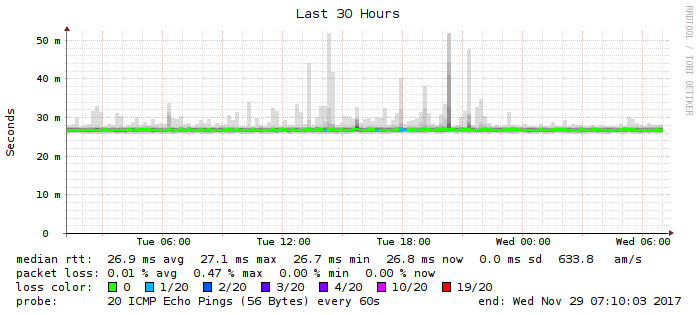 Last 30 Hours
RRDTOOL / TOBI OETIKER
Seconds
50 m
40 m
30 m
20 m
10 m
0
Tue 06:00 Tue 12:00 Tue 18:00 Wed 00:00 Wed 06:00
median rtt: 26.9 ms avg 27.1 ms max 26.7 ms min 26.8 ms now 0.0 ms sd 633.8 am/s
packet loss: 0.01 % avg 0.47 % max 0.00 % min 0.00 % now
loss color: 0 1/20 2/20 3/20 4/20 10/20 19/20
probe: 20 ICMP Echo Pings (56 Bytes) every 60s end: Wed Nov 29 07:10:03 2017